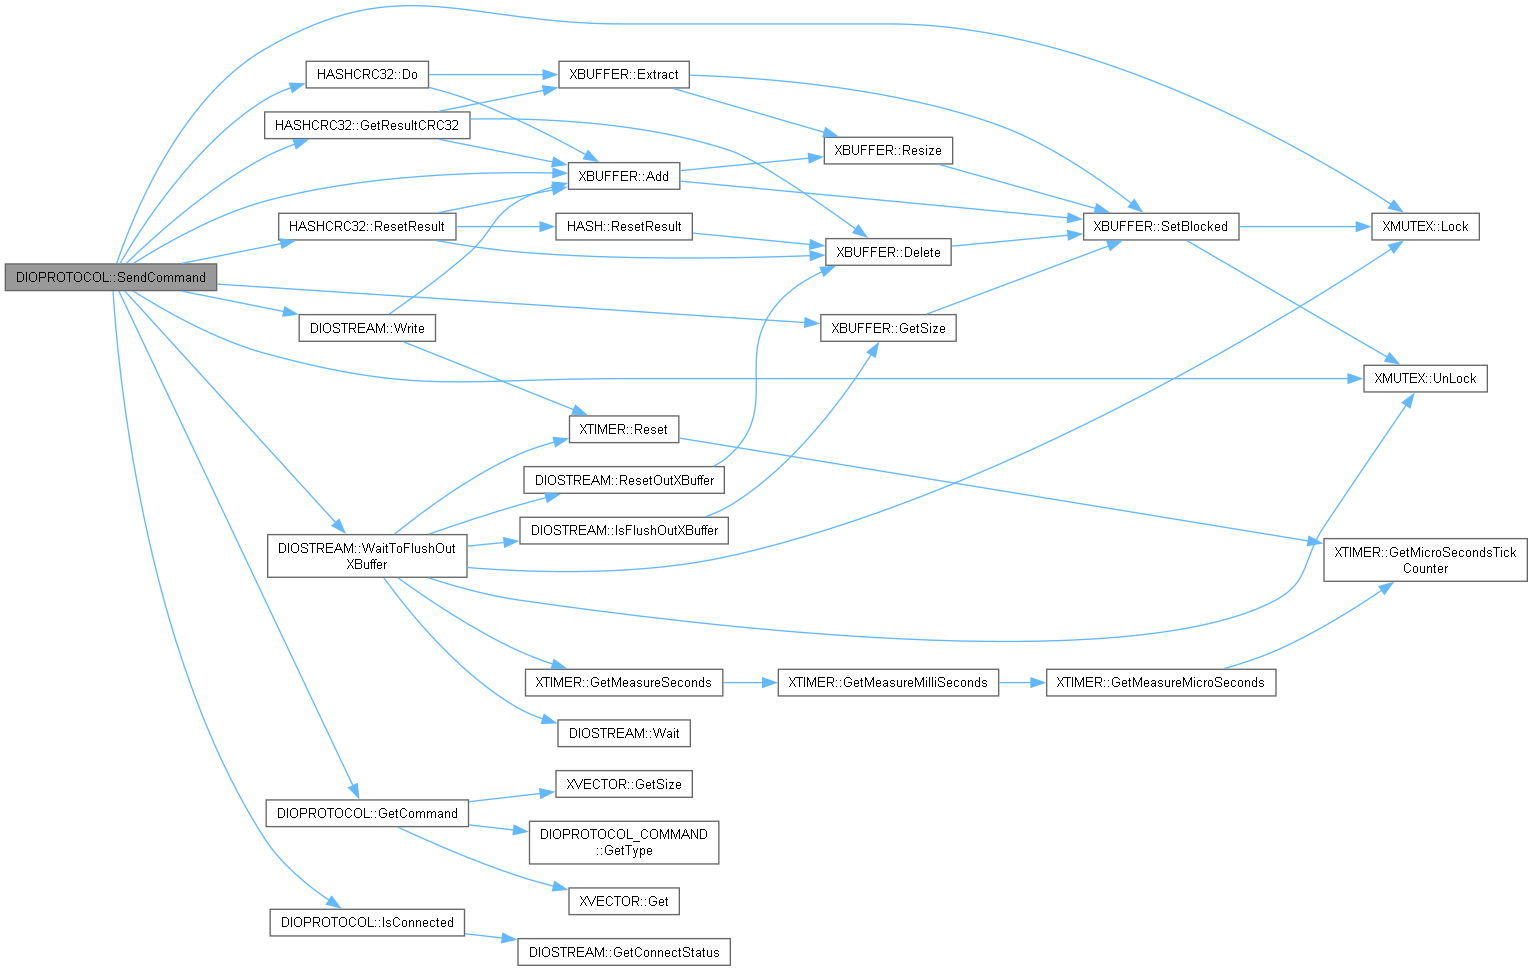 HASHCRC32::Do
XBUFFER::Extract
HASHCRC32::GetResultCRC32
XBUFFER::Resize
XBUFFER::Add
HASHCRC32::ResetResult
HASH::ResetResult
XBUFFER::SetBlocked
XMUTEX::Lock
XBUFFER::Delete
DIOPROTOCOL::SendCommand
DIOSTREAM::Write
XBUFFER::GetSize
XMUTEX::UnLock
XTIMER::Reset
DIOSTREAM::ResetOutXBuffer
DIOSTREAM::IsFlushOutXBuffer
DIOSTREAM::WaitToFlushOut
XBuffer
XTIMER::GetMicroSecondsTick
Counter
XTIMER::GetMeasureSeconds
XTIMER::GetMeasureMilliSeconds
XTIMER::GetMeasureMicroSeconds
DIOSTREAM::Wait
XVECTOR::GetSize
DIOPROTOCOL::GetCommand
DIOPROTOCOL_COMMAND
::GetType
XVECTOR::Get
DIOPROTOCOL::IsConnected
DIOSTREAM::GetConnectStatus